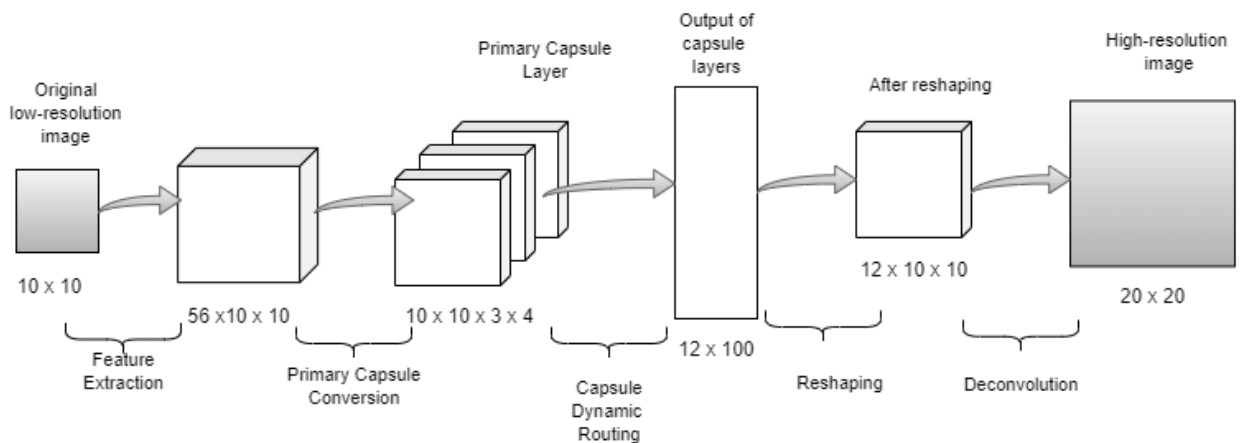 Original
low-resolution
image
10 x 10
Feature
Extraction
56 x10 x 10
Primary Capsule
Conversion
Primary Capsule
Layer
10 x 10 x 3 x 4
Capsule
Dynamic
Routing
Output of
capsule
layers
12 x 100
Reshaping
After reshaping
12 x 10 x 10
Deconvolution
High-resolution
image
20 x 20